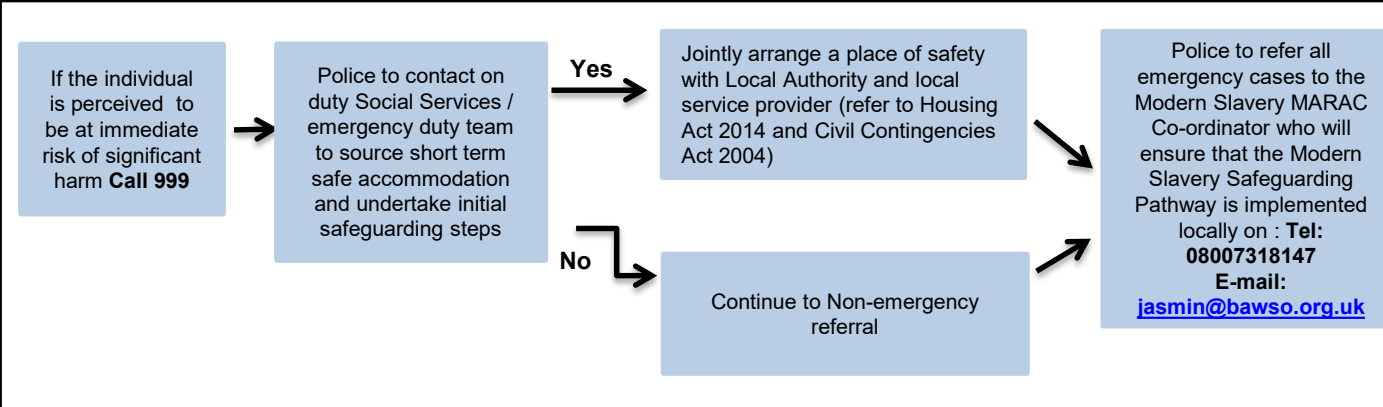 If the individual
is perceived to
be at immediate
risk of significant
harm Call 999
Police to contact on
duty Social Services /
emergency duty team
to source short term
safe accommodation
and undertake initial
safeguarding steps
Yes
No
Jointly arrange a place of safety
with Local Authority and local
service provider (refer to Housing
Act 2014 and Civil Contingencies
Act 2004)
Continue to Non-emergency
referral
Police to refer all
emergency cases to the
Modern Slavery MARAC
Co-ordinator who will
ensure that the Modern
Slavery Safeguarding
Pathway is implemented
locally on : Tel:
08007318147
E-mail:
jasmin@bawso.org.uk